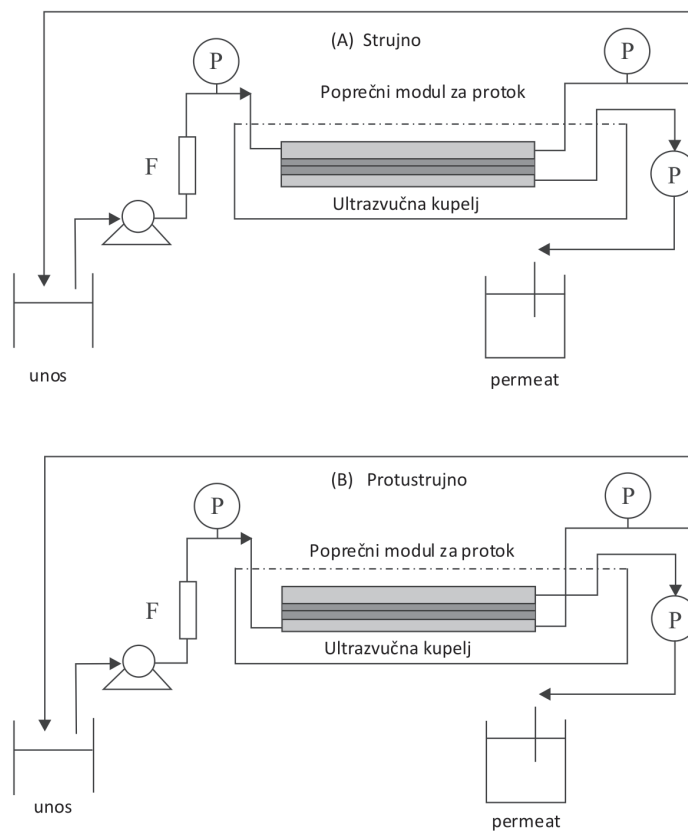 (A) Strujno
P
P
Poprečni modul za protok
F
P
Ultrazvučna kupelj
unos
permeat
(B) Protustrujno
P
P
Poprečni modul za protok
F
P
Ultrazvučna kupelj
unos
permeat